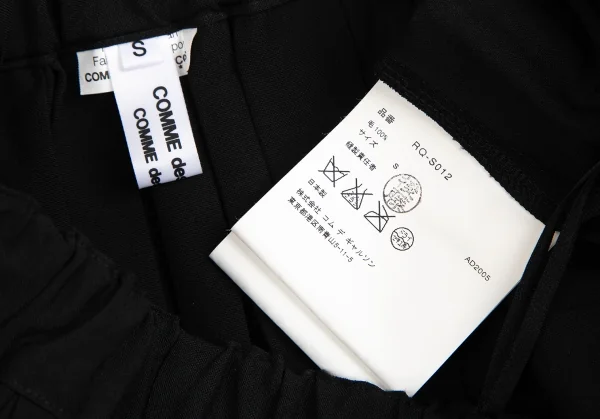 S
Fa
COM
COMME de
COMME de
品番 RQ-S012
毛 100%
サイズ S
縫製責任者
日本製
株式会社 コム デ ギャルソン
東京都港区南青山5-11-5
AD2005